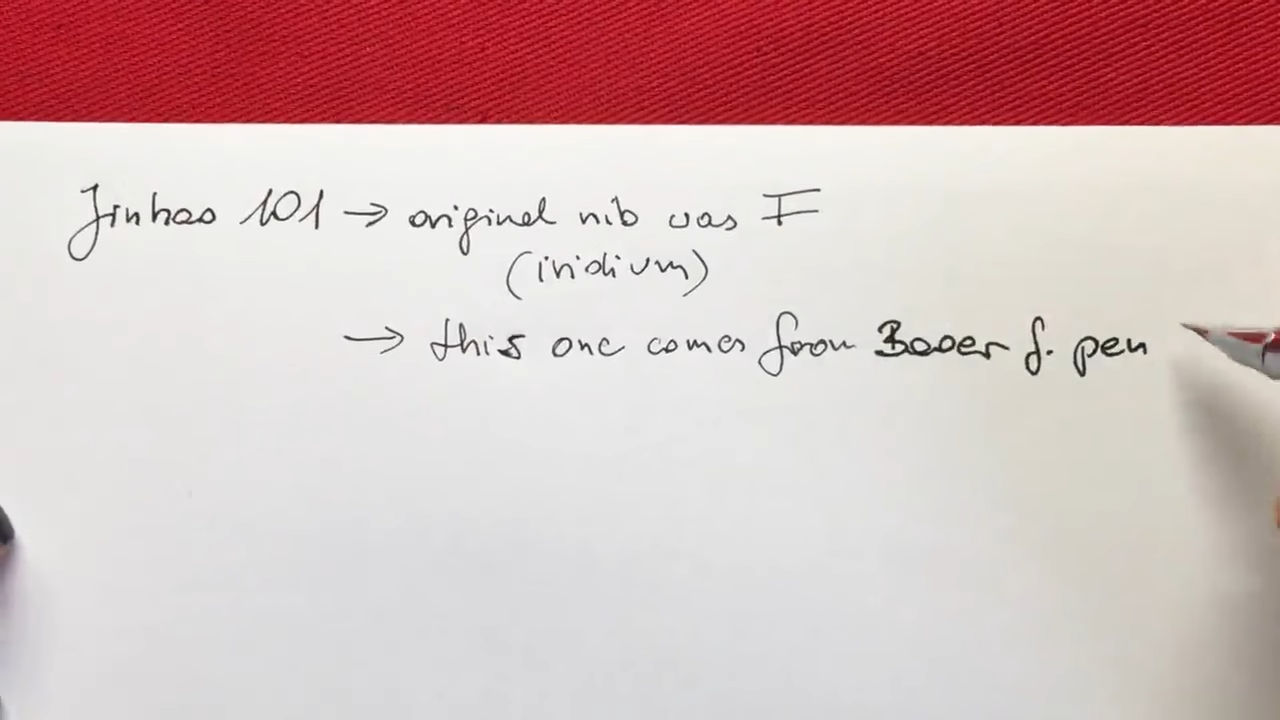 Jinhao 101 → original nib was F
(iridium)
→ this one comes from Baoer f. pen